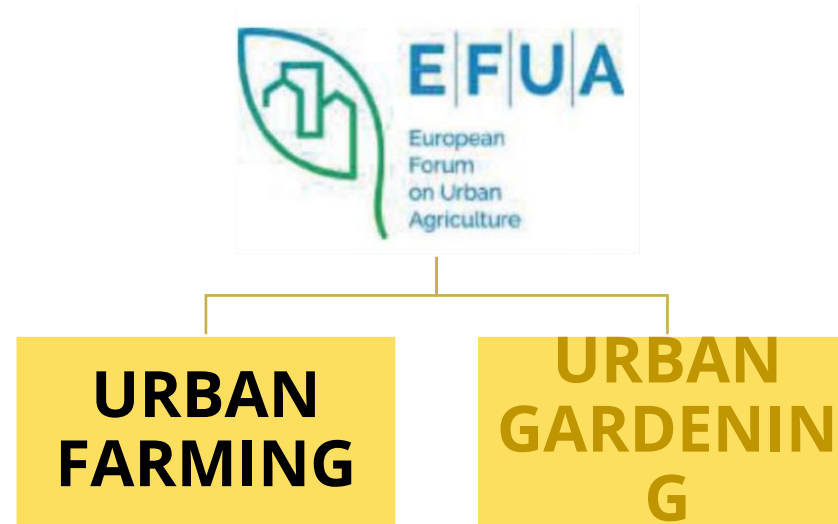 E|F|U|A
European
Forum
on Urban
Agriculture
URBAN
FARMING
URBAN
GARDENIN
G